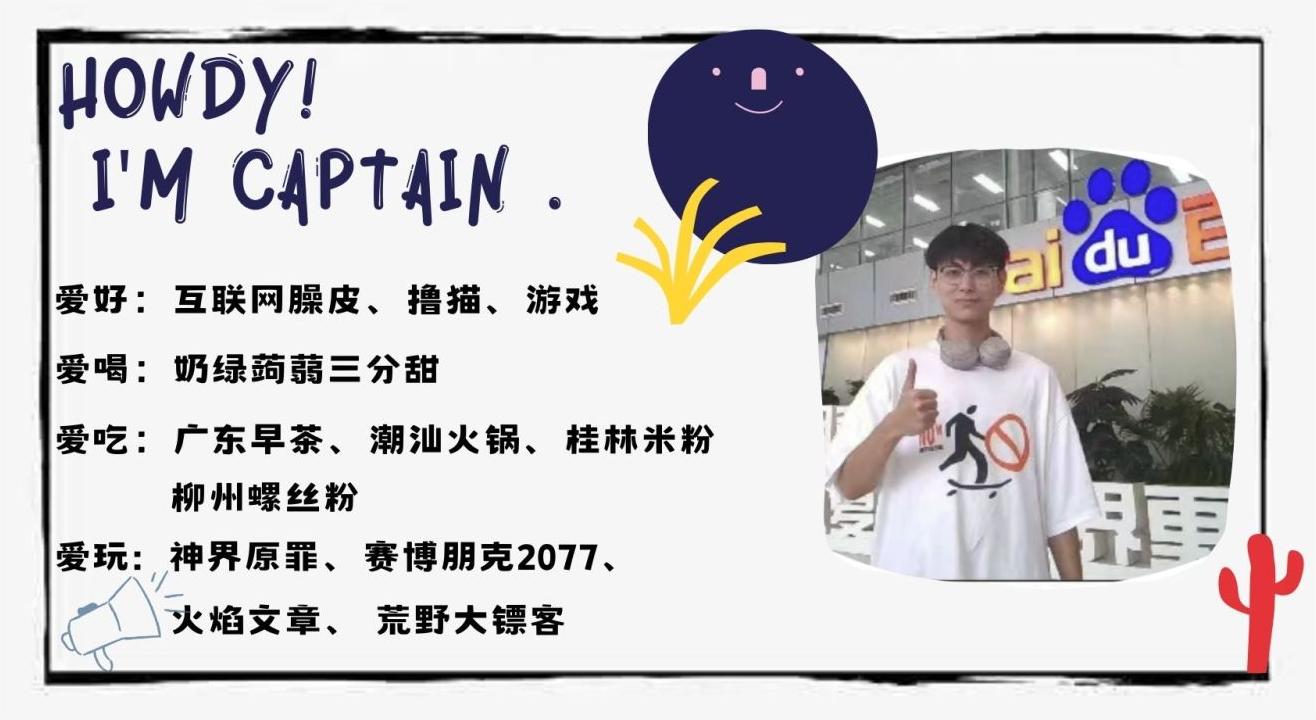 HOWDY!
I'M CAPTAIN .
爱好：互联网臊皮、撸猫、游戏
爱喝：奶绿蒟蒻三分甜
爱吃：广东早茶、潮汕火锅、桂林米粉
柳州螺丝粉
爱玩：神界原罪、赛博朋克2077、
火焰文章、荒野大镖客
ai du 百
界